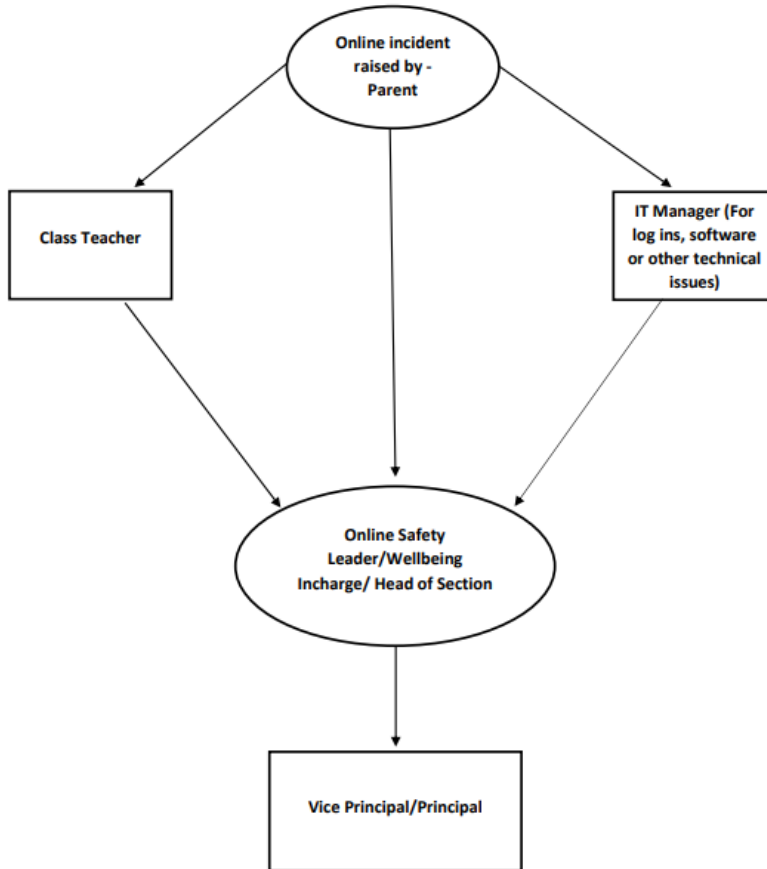 Online incident
raised by -
Parent
Class Teacher
IT Manager (For
log ins, software
or other technical
issues)
Online Safety
Leader/Wellbeing
Incharge/ Head of Section
Vice Principal/Principal